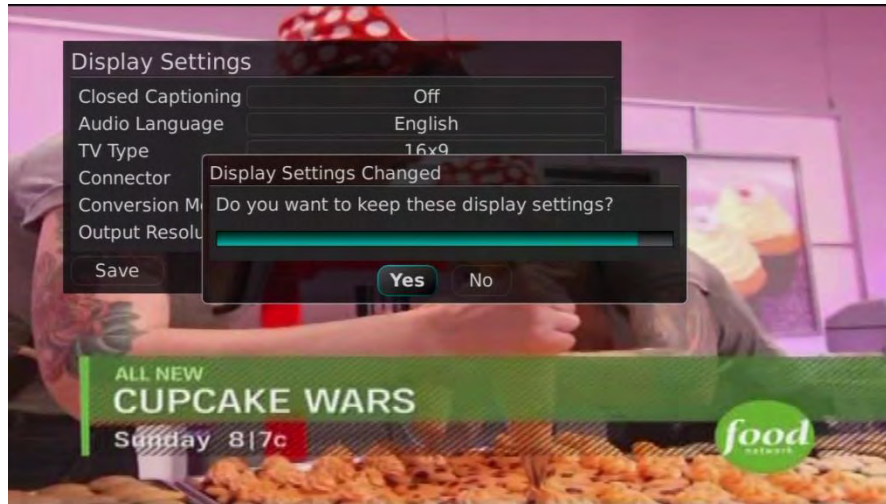 Display Settings
Closed Captioning Off
Audio Language English
TV Type 16x9
Connector
Display Settings Changed
Conversion M
Do you want to keep these display settings?
Output Resolu
Save
Yes No
ALL NEW
CUPCAKE WARS
Sunday 8|7c
food
network